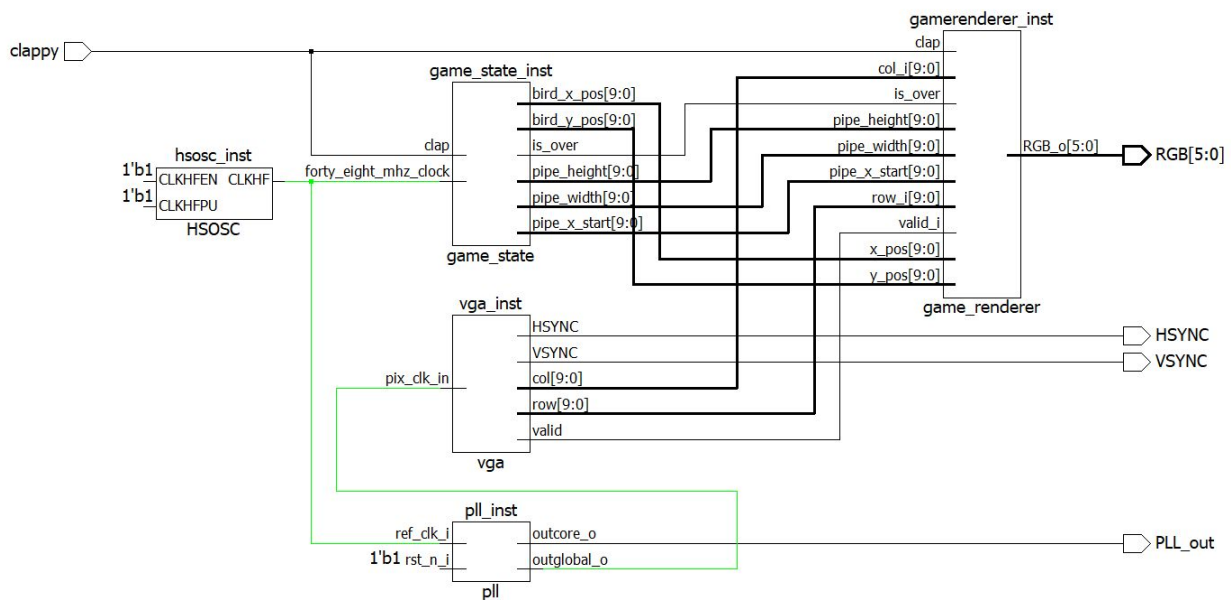 clappy
hsosc_inst
1'b1
CLKHFEN CLKHF
1'b1
CLKHFPU
HSOSC
game_state_inst
bird_x_pos[9:0]
bird_y_pos[9:0]
clap
is_over
forty_eight_mhz_clock
pipe_height[9:0]
pipe_width[9:0]
pipe_x_start[9:0]
game_state
gamerenderer_inst
clap
col_i[9:0]
is_over
pipe_height[9:0]
pipe_width[9:0]
RGB_o[5:0]
RGB[5:0]
pipe_x_start[9:0]
row_i[9:0]
valid_i
x_pos[9:0]
y_pos[9:0]
game_renderer
vga_inst
HSYNC
HSYNC
VSYNC
VSYNC
pix_clk_in
col[9:0]
row[9:0]
valid
vga
pll_inst
ref_clk_i
outcore_o
PLL_out
1'b1 rst_n_i
outglobal_o
pll